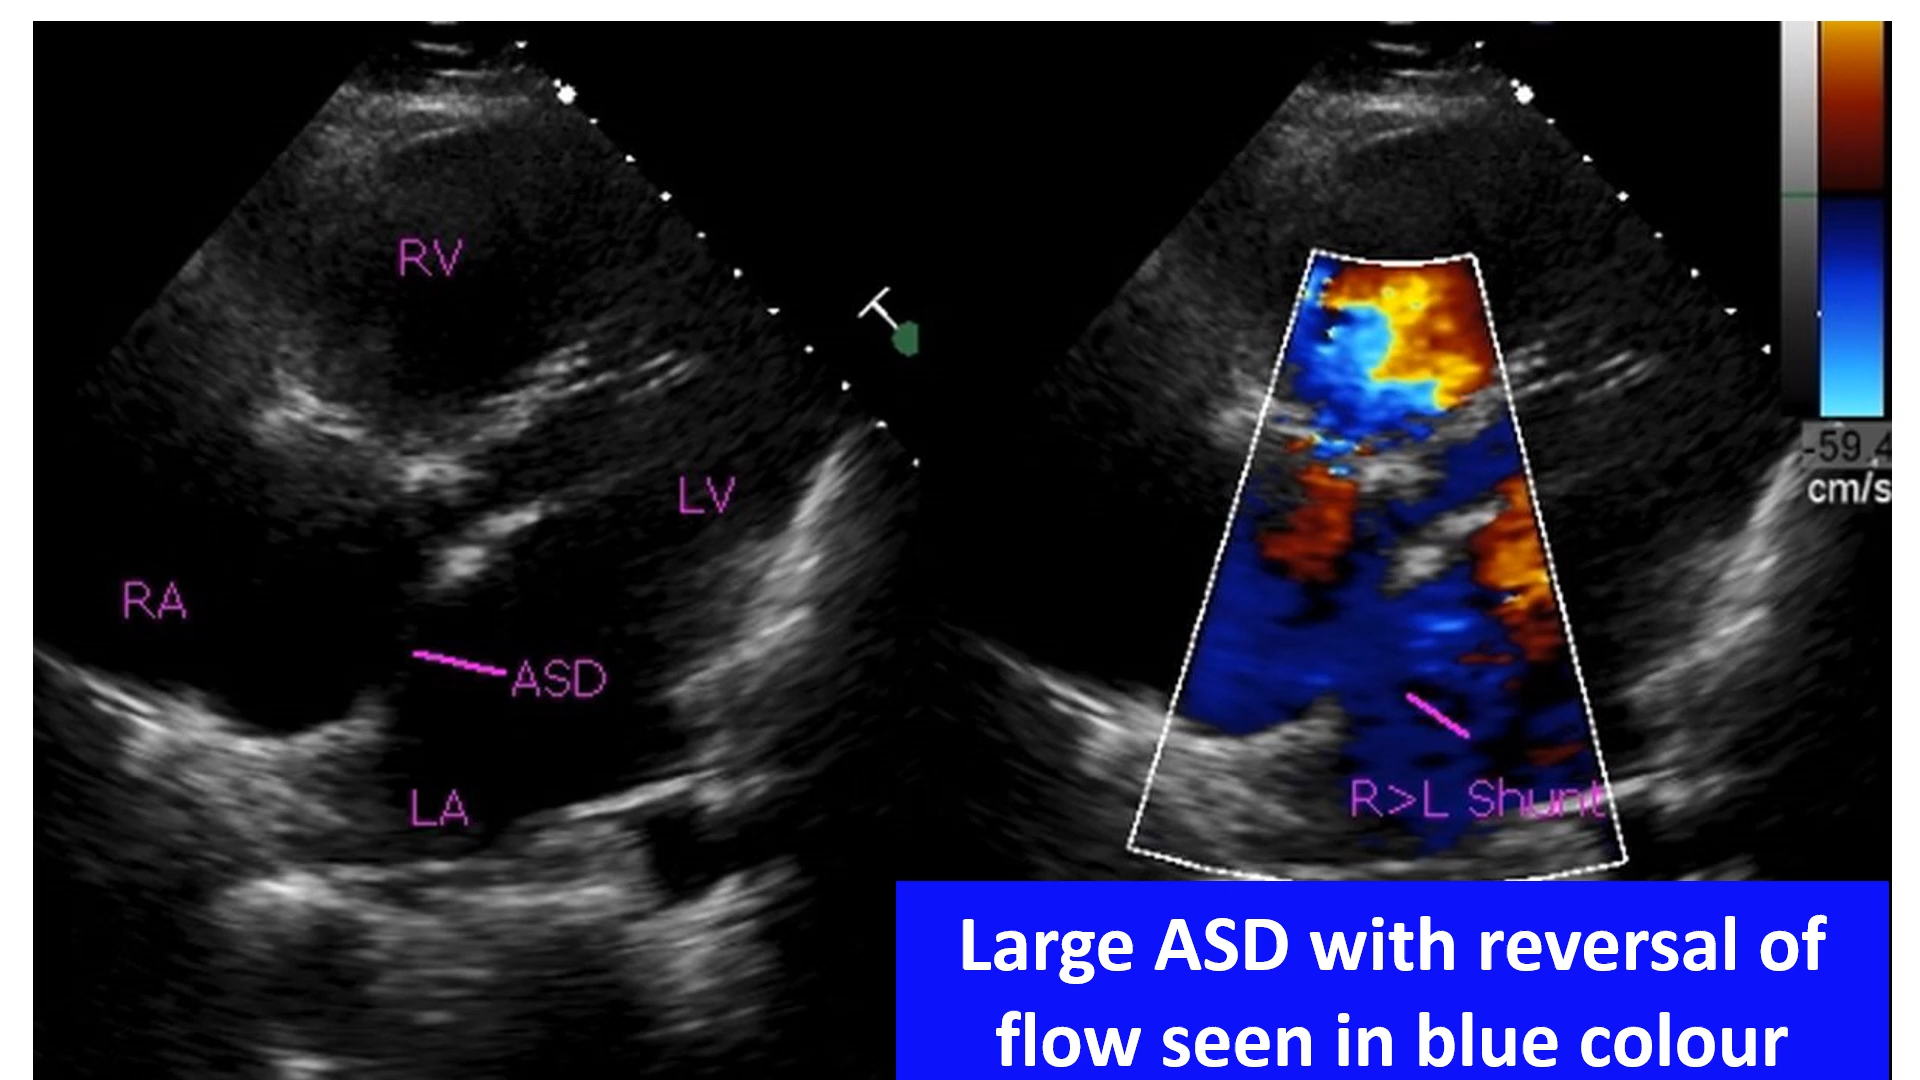 RV
LV
RA
ASD
LA
-59.4
cm/s
R>L Shunt
Large ASD with reversal of
flow seen in blue colour